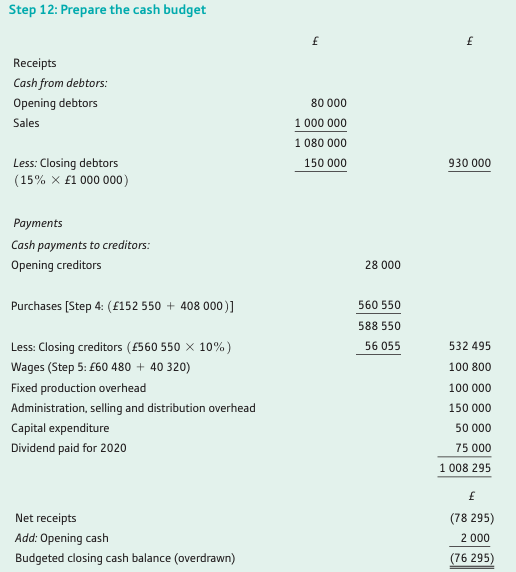 Step 12: Prepare the cash budget
£ £
Receipts
Cash from debtors:
Opening debtors 80 000
Sales 1 000 000
1 080 000
Less: Closing debtors 150 000 930 000
(15% × £1 000 000)
Payments
Cash payments to creditors:
Opening creditors 28 000
Purchases [Step 4: (£152 550 + 408 000)] 560 550
588 550
Less: Closing creditors (£560 550 × 10%) 56 055 532 495
Wages (Step 5: £60 480 + 40 320) 100 800
Fixed production overhead 100 000
Administration, selling and distribution overhead 150 000
Capital expenditure 50 000
Dividend paid for 2020 75 000
1 008 295
£
Net receipts (78 295)
Add: Opening cash 2 000
Budgeted closing cash balance (overdrawn) (76 295)